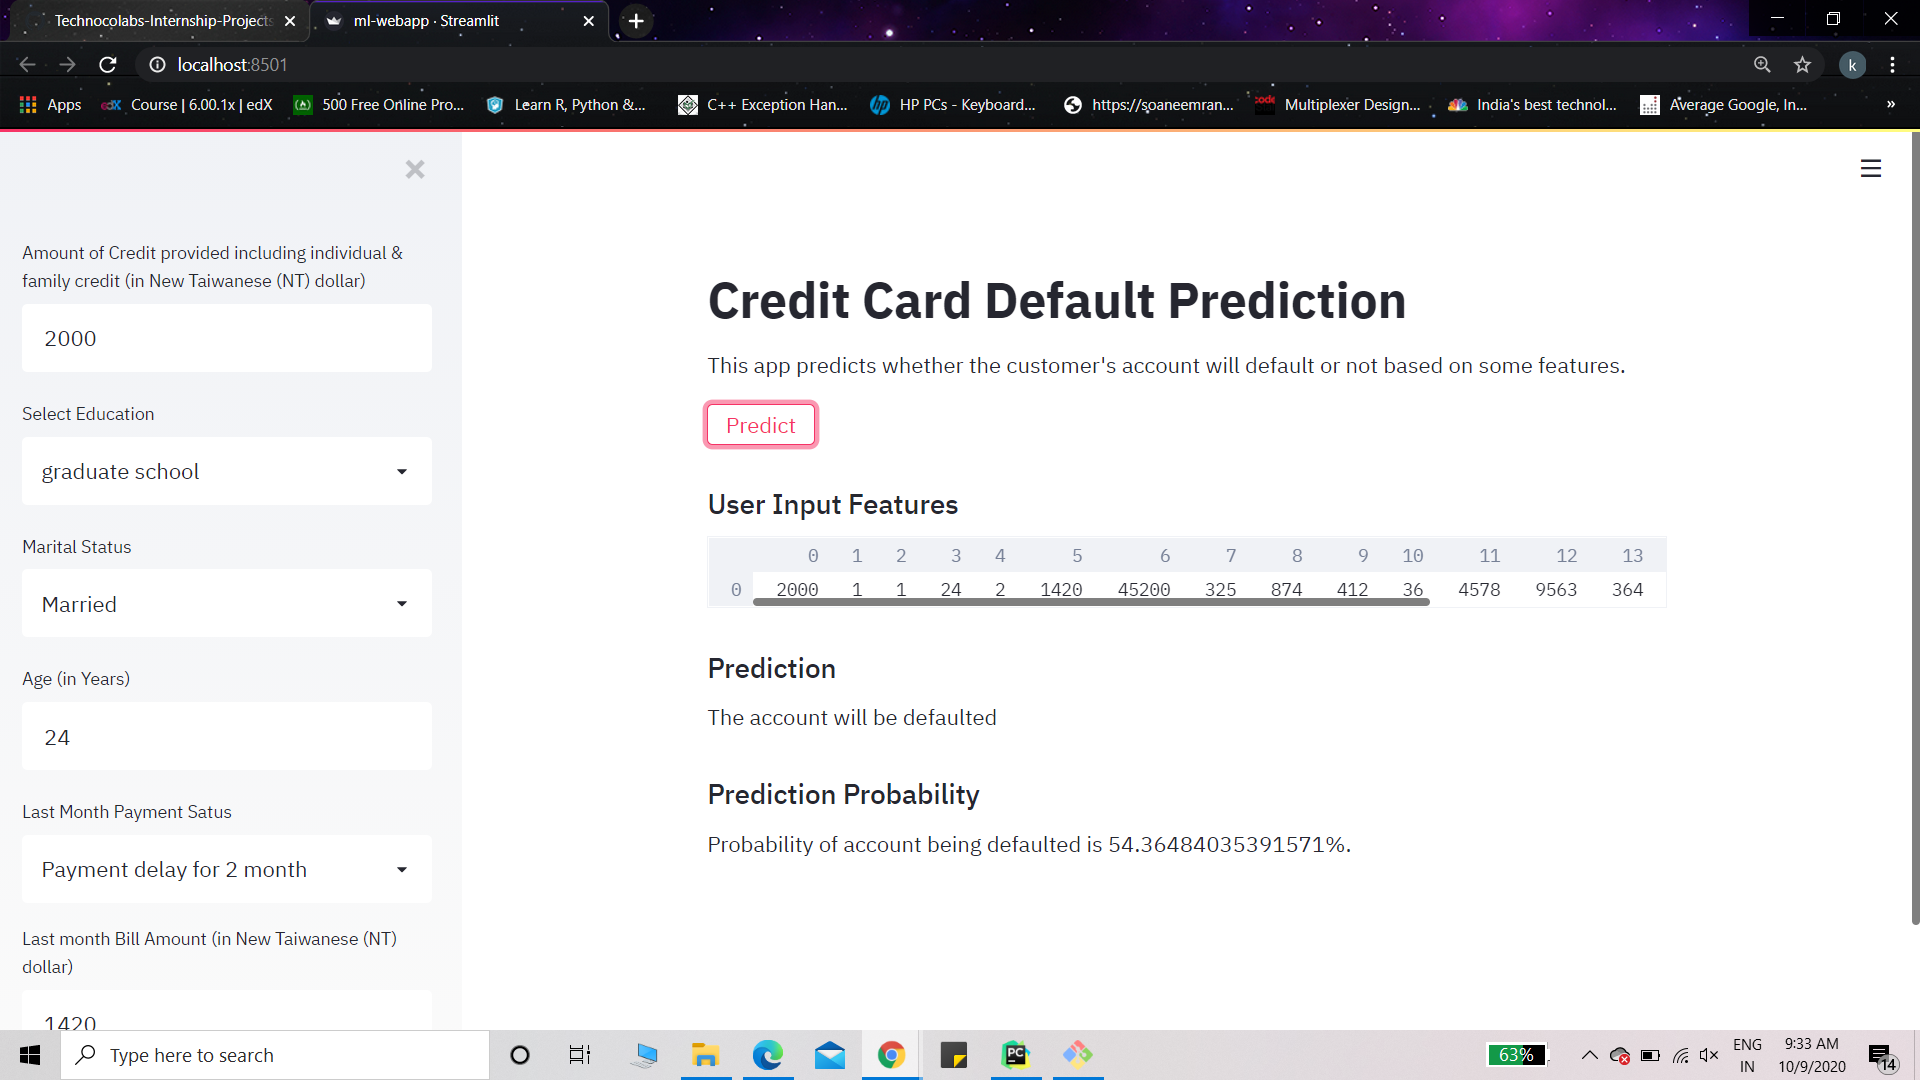 Technocolabs-Internship-Projects
ml-webapp · Streamlit
localhost:8501
k
Apps
edX Course | 6.00.1x | edX
500 Free Online Pro...
Learn R, Python &...
C++ Exception Han...
hp HP PCs - Keyboard...
https://spaneemran...
code Multiplexer Design...
India's best technol...
Average Google, In...
»
Amount of Credit provided including individual &
family credit (in New Taiwanese (NT) dollar)
2000
Select Education
graduate school
Marital Status
Married
Age (in Years)
24
Last Month Payment Satus
Payment delay for 2 month
Last month Bill Amount (in New Taiwanese (NT)
dollar)
1420
Credit Card Default Prediction
This app predicts whether the customer's account will default or not based on some features.
Predict
User Input Features
0 1 2 3 4 5 6 7 8 9 10 11 12 13
0 2000 1 1 24 2 1420 45200 325 874 412 36 4578 9563 364
Prediction
The account will be defaulted
Prediction Probability
Probability of account being defaulted is 54.36484035391571%.
Type here to search
PC
63%
ENG
IN
9:33 AM
10/9/2020
14